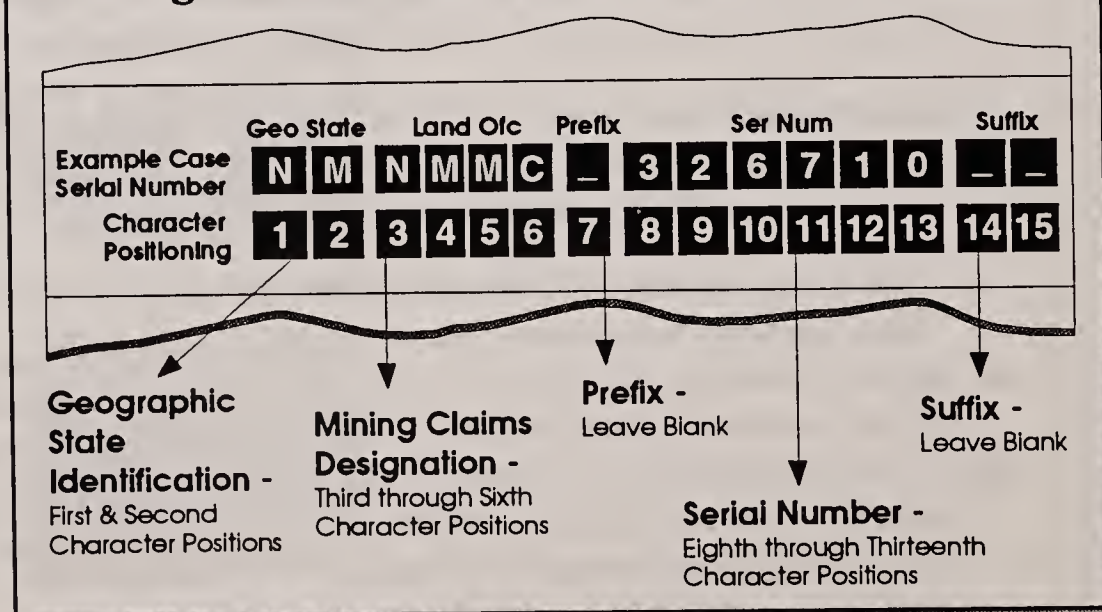 Geo State Land Ofc Prefix Ser Num Suffix
Example Case Serial Number N M N M M C _ 3 2 6 7 1 0 _ _
Character Positioning 1 2 3 4 5 6 7 8 9 10 11 12 13 14 15
Geographic
State
Identification -
First & Second
Character Positions
Mining Claims
Designation -
Third through Sixth
Character Positions
Prefix -
Leave Blank
Serial Number -
Eighth through Thirteenth
Character Positions
Suffix -
Leave Blank